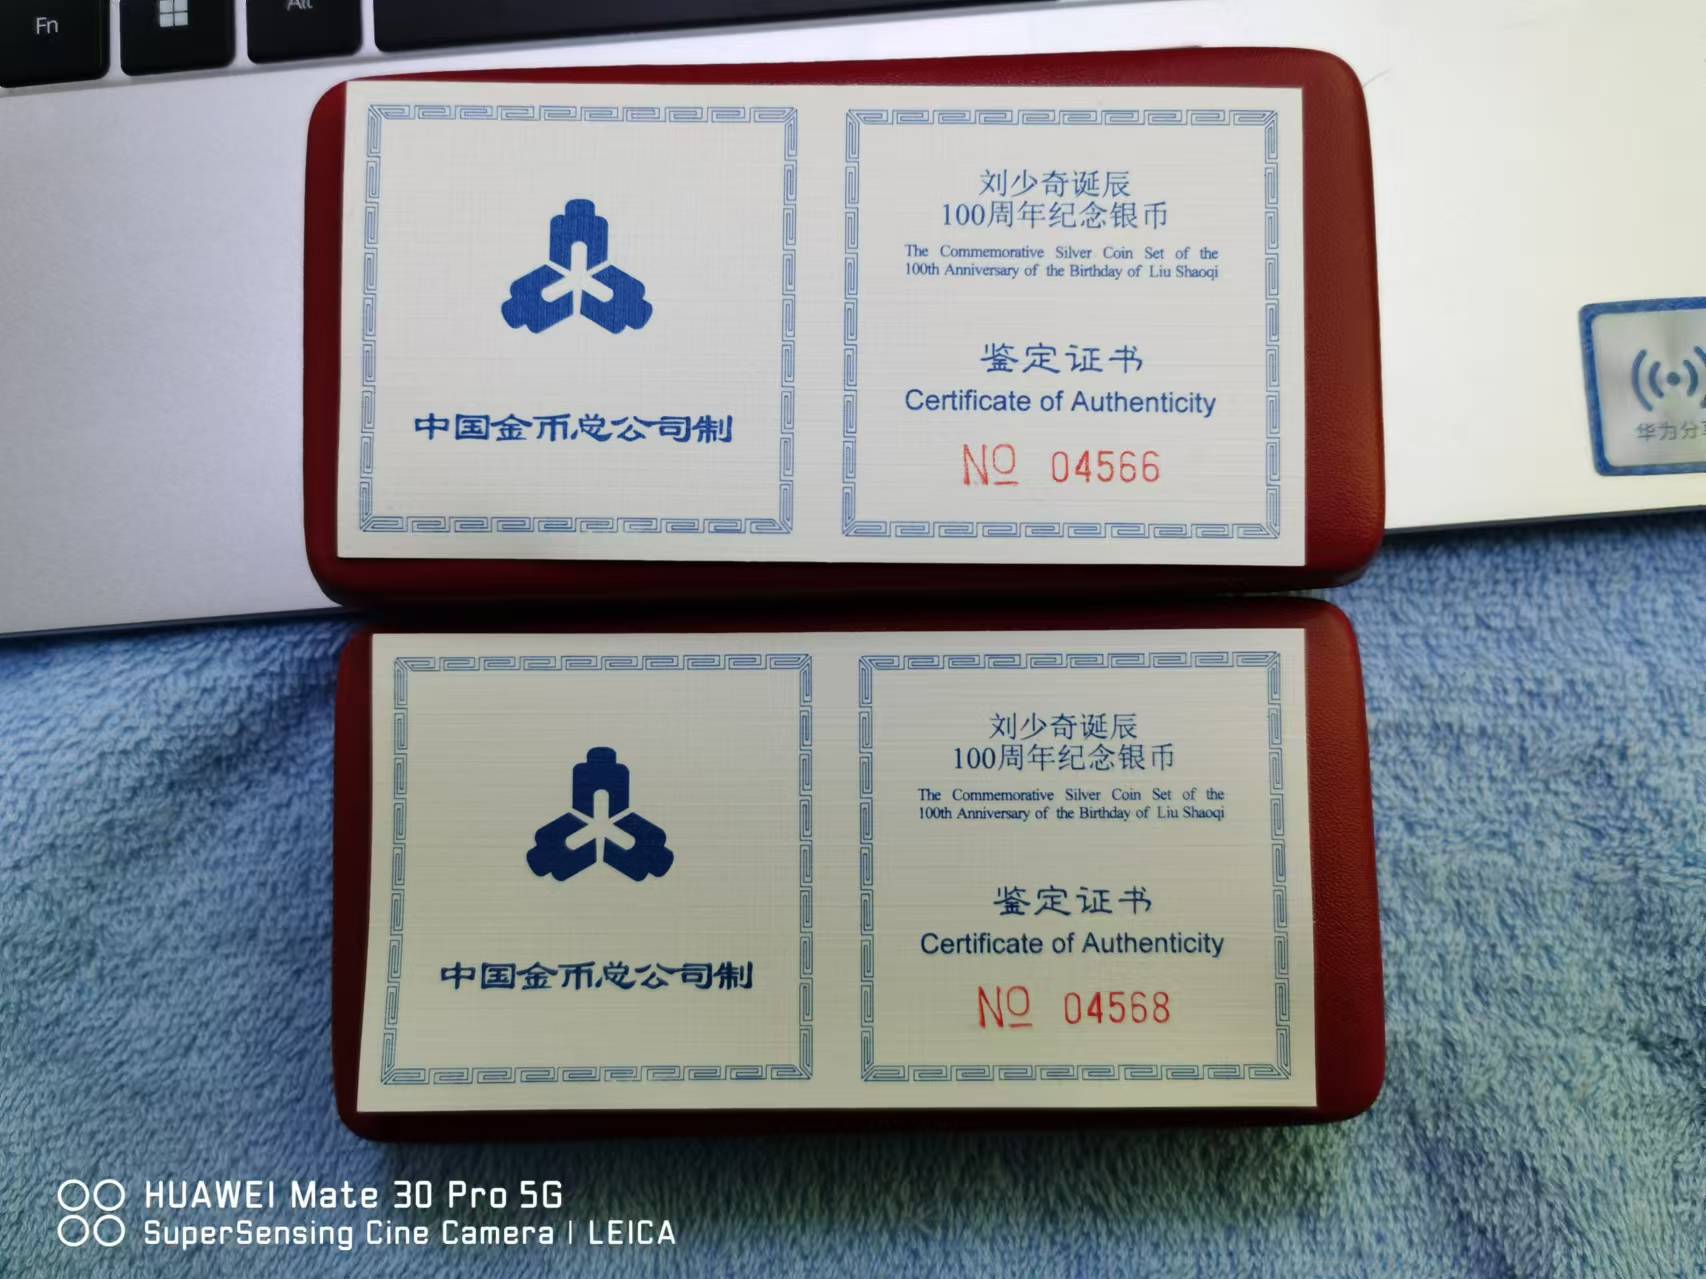 Fn
Alt
刘少奇诞辰
100周年纪念银币
The Commemorative Silver Coin Set of the
100th Anniversary of the Birthday of Liu Shaoqi
鉴定证书
Certificate of Authenticity
中国金币总公司制
№ 04566
华为分享
刘少奇诞辰
100周年纪念银币
The Commemorative Silver Coin Set of the
100th Anniversary of the Birthday of Liu Shaoqi
鉴定证书
Certificate of Authenticity
中国金币总公司制
№ 04568
HUAWEI Mate 30 Pro 5G
SuperSensing Cine Camera | LEICA